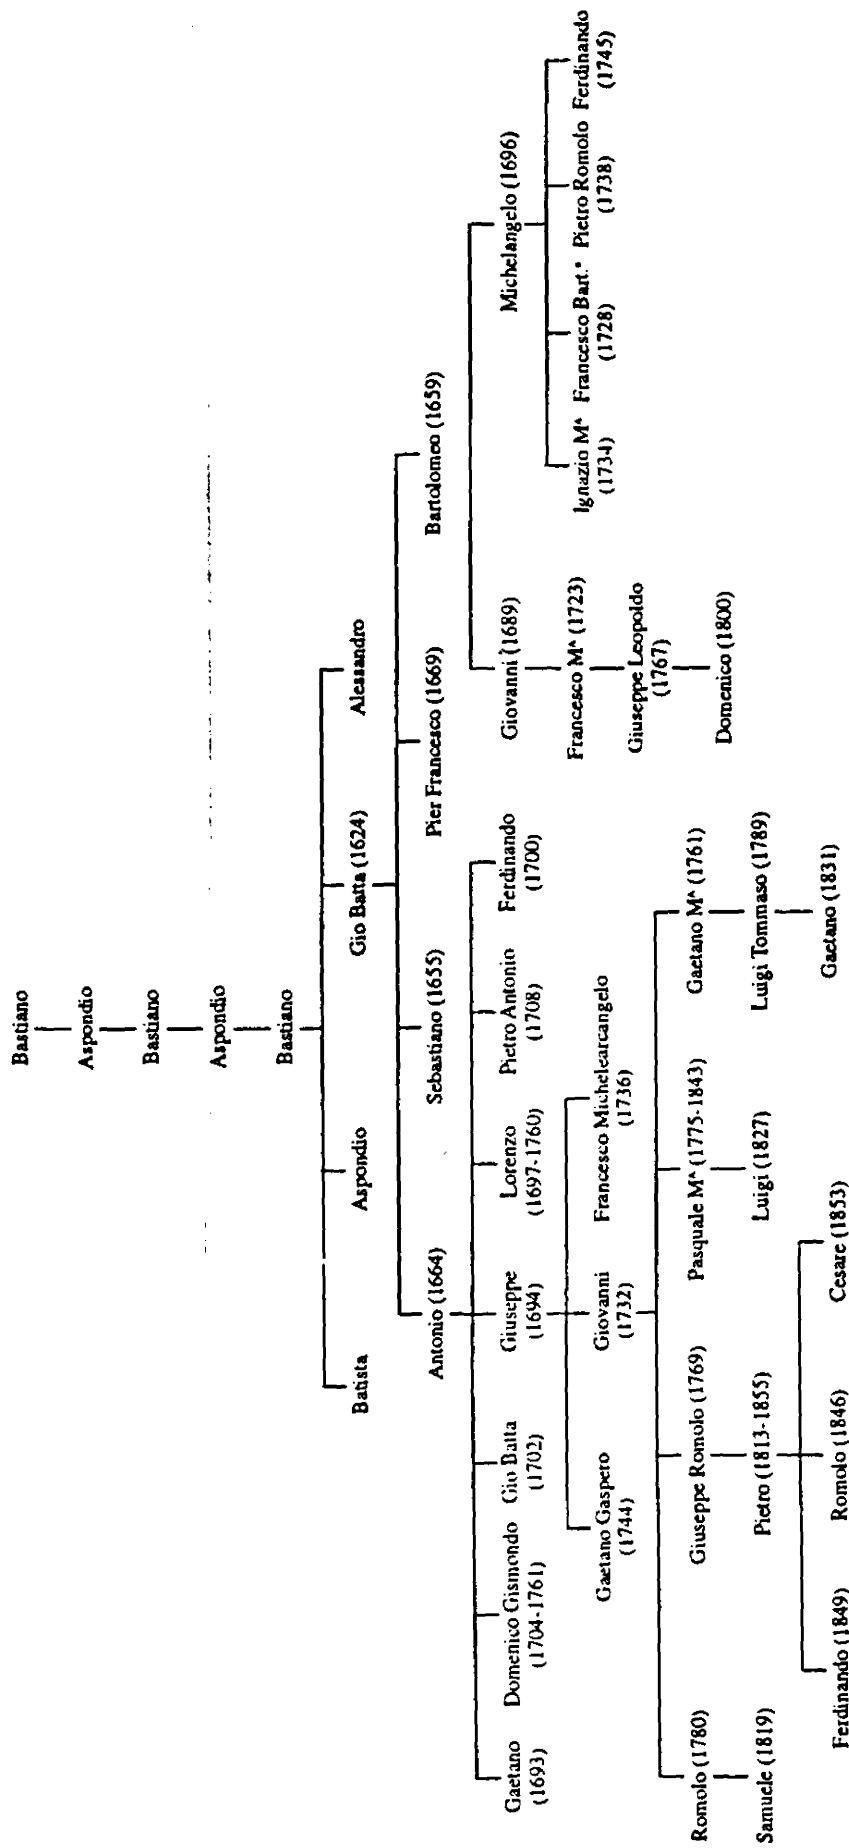 Bastiano
Aspondio
Bastiano
Aspondio
Bastiano
Batista
Aspondio
Gio Batta (1624)
Alessandro
Antonio (1664)
Sebastiano (1655)
Pier Francesco (1669)
Bartolomeo (1659)
Gaetano
(1693)
Domenico Gismondo
(1704-1761)
Gio Batta
(1702)
Giuseppe
(1694)
Lorenzo
(1697-1760)
Pietro Antonio
(1708)
Ferdinando
(1700)
Giovanni (1689)
Michelangelo (1696)
Gaetano Gaspero
(1744)
Giovanni
(1732)
Francesco Michelearcangelo
(1736)
Francesco Mᴬ (1723)
Ignazio Mᴬ
(1734)
Francesco Bart.º
(1728)
Pietro Romolo
(1738)
Ferdinando
(1745)
Giuseppe Leopoldo
(1767)
Romolo (1780)
Giuseppe Romolo (1769)
Pasquale Mᴬ (1775-1843)
Gaetano Mᴬ (1761)
Domenico (1800)
Samuele (1819)
Pietro (1813-1855)
Luigi (1827)
Luigi Tommaso (1789)
Ferdinando (1849)
Romolo (1846)
Cesare (1853)
Gaetano (1831)